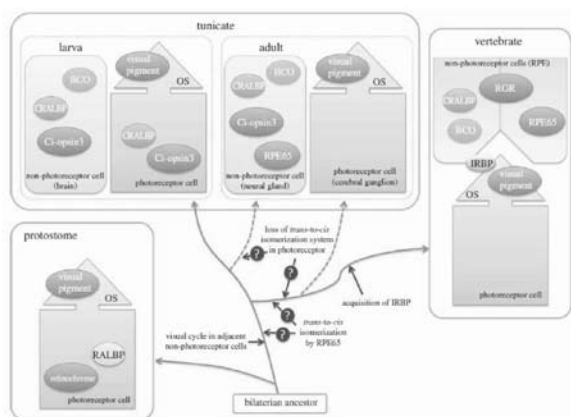 tunicate
larva
BCO
CRALBP
Ci-opsin3
non-photoreceptor cell
(brain)
visual
pigment
OS
CRALBP
Ci-opsin3
photoreceptor cell
adult
BCO
CRALBP
Ci-opsin3
RPE65
non-photoreceptor cell
(neural gland)
visual
pigment
OS
photoreceptor cell
(cerebral ganglion)
vertebrate
non-photoreceptor cells (RPE)
RGR
CRALBP
BCO
RPE65
IRBP
OS
visual
pigment
photoreceptor cell
protostome
visual
pigment
OS
RALBP
retinochrome
photoreceptor cell
loss of trans-to-cis
isomerization system
in photoreceptor
?
?
acquisition of IRBP
?
trans-to-cis
isomerization
by RPE65
?
visual cycle in adjacent
non-photoreceptor cells
bilaterian ancestor